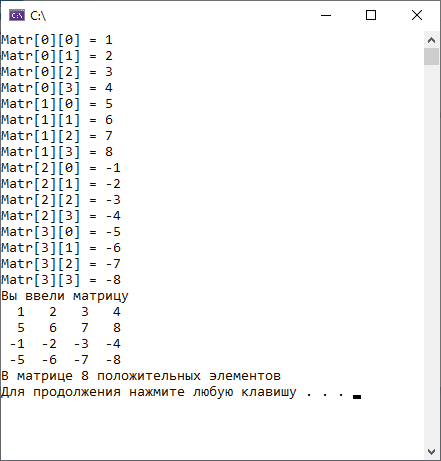 C:\
Matr[0][0] = 1
Matr[0][1] = 2
Matr[0][2] = 3
Matr[0][3] = 4
Matr[1][0] = 5
Matr[1][1] = 6
Matr[1][2] = 7
Matr[1][3] = 8
Matr[2][0] = -1
Matr[2][1] = -2
Matr[2][2] = -3
Matr[2][3] = -4
Matr[3][0] = -5
Matr[3][1] = -6
Matr[3][2] = -7
Matr[3][3] = -8
Вы ввели матрицу
  1   2   3   4
  5   6   7   8
 -1  -2  -3  -4
 -5  -6  -7  -8
В матрице 8 положительных элементов
Для продолжения нажмите любую клавишу . . .